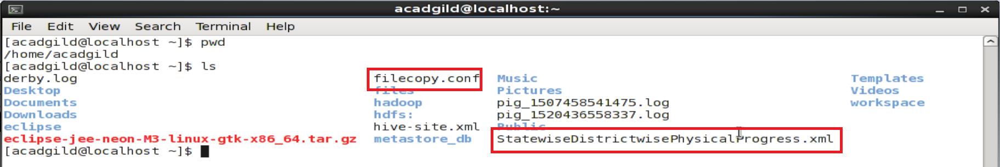 acadgild@localhost:~
File Edit View Search Terminal Help
[acadgild@localhost ~]$ pwd
/home/acadgild
[acadgild@localhost ~]$ ls
derby.log filecopy.conf Music Templates
Desktop files Pictures Videos
Documents hadoop pig_1507458541475.log workspace
Downloads hdfs: pig_1520436558337.log
eclipse hive-site.xml Public
eclipse-jee-neon-M3-linux-gtk-x86_64.tar.gz metastore_db StatewiseDistrictwisePhysicalProgress.xml
[acadgild@localhost ~]$